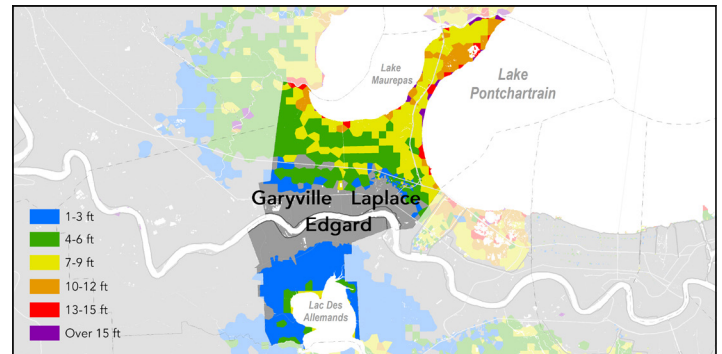 Lake
Maurepas
Lake
Pontchartrain
Garyville Laplace
Edgard
1-3 ft
4-6 ft
7-9 ft
10-12 ft
13-15 ft
Over 15 ft
Lac Des
Allemands